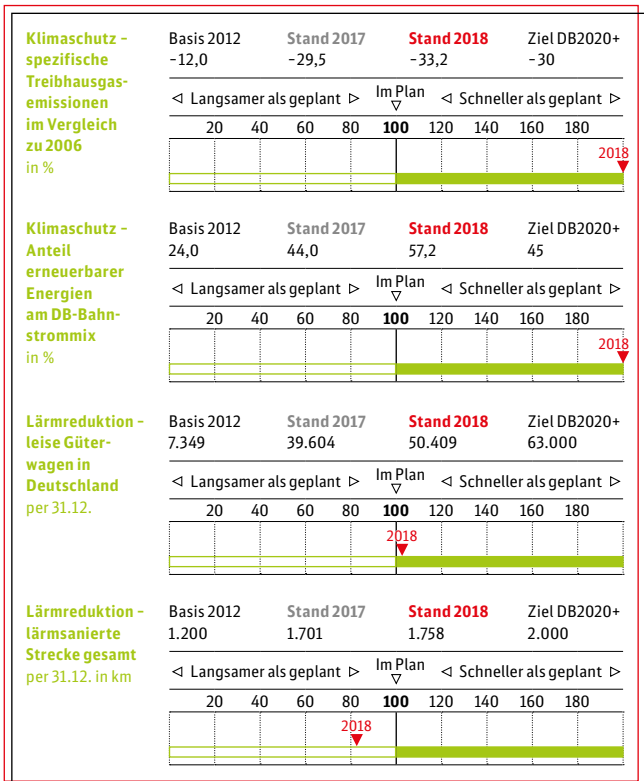 Klimaschutz –
spezifische
Treibhausgas-
emissionen
im Vergleich
zu 2006
in %
Basis 2012 Stand 2017 Stand 2018 Ziel DB2020+
–12,0 –29,5 –33,2 –30
◁ Langsamer als geplant ▷ Im Plan ▽ ◁ Schneller als geplant ▷
20 40 60 80 100 120 140 160 180
2018
Klimaschutz –
Anteil
erneuerbarer
Energien
am DB-Bahn-
strommix
in %
Basis 2012 Stand 2017 Stand 2018 Ziel DB2020+
24,0 44,0 57,2 45
◁ Langsamer als geplant ▷ Im Plan ▽ ◁ Schneller als geplant ▷
20 40 60 80 100 120 140 160 180
2018
Lärmreduktion –
leise Güter-
wagen in
Deutschland
per 31.12.
Basis 2012 Stand 2017 Stand 2018 Ziel DB2020+
7.349 39.604 50.409 63.000
◁ Langsamer als geplant ▷ Im Plan ▽ ◁ Schneller als geplant ▷
20 40 60 80 100 120 140 160 180
2018
Lärmreduktion –
lärmsanierte
Strecke gesamt
per 31.12. in km
Basis 2012 Stand 2017 Stand 2018 Ziel DB2020+
1.200 1.701 1.758 2.000
◁ Langsamer als geplant ▷ Im Plan ▽ ◁ Schneller als geplant ▷
20 40 60 80 100 120 140 160 180
2018